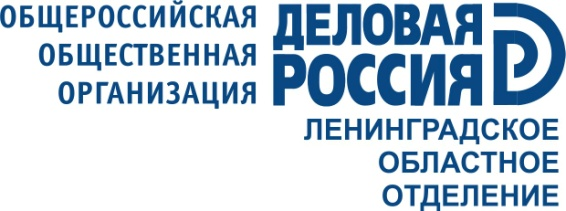 ОБЩЕРОССИЙСКАЯ
ОБЩЕСТВЕННАЯ
ОРГАНИЗАЦИЯ
ДЕЛОВАЯ
РОССИЯ
ЛЕНИНГРАДСКОЕ
ОБЛАСТНОЕ
ОТДЕЛЕНИЕ